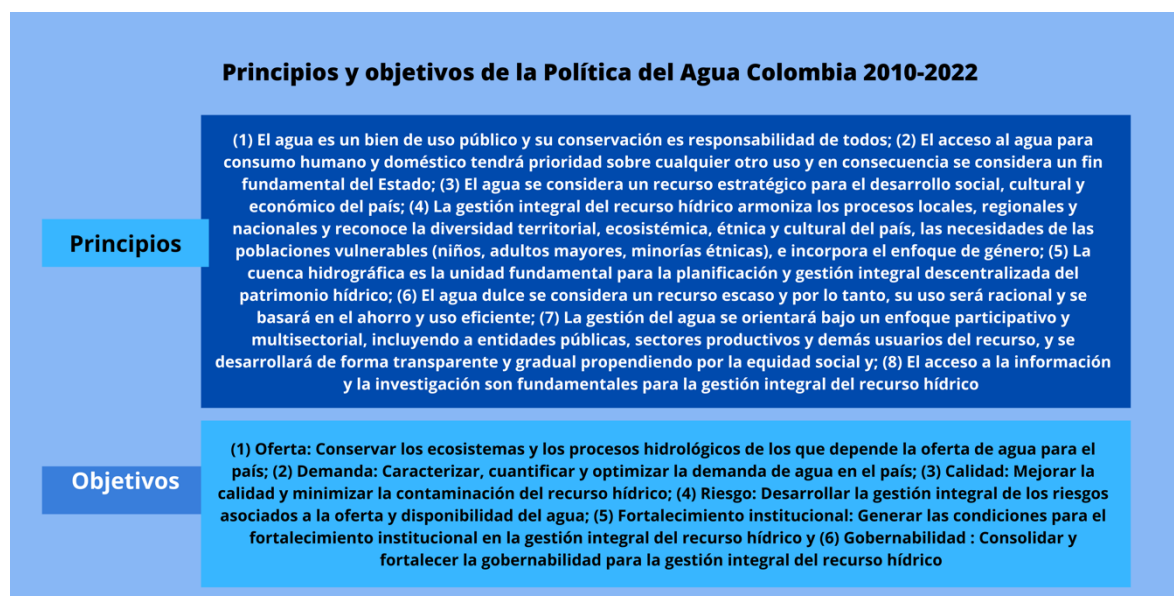 Principios y objetivos de la Política del Agua Colombia 2010-2022
Principios
(1) El agua es un bien de uso público y su conservación es responsabilidad de todos; (2) El acceso al agua para
consumo humano y doméstico tendrá prioridad sobre cualquier otro uso y en consecuencia se considera un fin
fundamental del Estado; (3) El agua se considera un recurso estratégico para el desarrollo social, cultural y
económico del país; (4) La gestión integral del recurso hídrico armoniza los procesos locales, regionales y
nacionales y reconoce la diversidad territorial, ecosistémica, étnica y cultural del país, las necesidades de las
poblaciones vulnerables (niños, adultos mayores, minorías étnicas), e incorpora el enfoque de género; (5) La
cuenca hidrográfica es la unidad fundamental para la planificación y gestión integral descentralizada del
patrimonio hídrico; (6) El agua dulce se considera un recurso escaso y por lo tanto, su uso será racional y se
basará en el ahorro y uso eficiente; (7) La gestión del agua se orientará bajo un enfoque participativo y
multisectorial, incluyendo a entidades públicas, sectores productivos y demás usuarios del recurso, y se
desarrollará de forma transparente y gradual propendiendo por la equidad social y; (8) El acceso a la información
y la investigación son fundamentales para la gestión integral del recurso hídrico
Objetivos
(1) Oferta: Conservar los ecosistemas y los procesos hidrológicos de los que depende la oferta de agua para el
país; (2) Demanda: Caracterizar, cuantificar y optimizar la demanda de agua en el país; (3) Calidad: Mejorar la
calidad y minimizar la contaminación del recurso hídrico; (4) Riesgo: Desarrollar la gestión integral de los riesgos
asociados a la oferta y disponibilidad del agua; (5) Fortalecimiento institucional: Generar las condiciones para el
fortalecimiento institucional en la gestión integral del recurso hídrico y (6) Gobernabilidad : Consolidar y
fortalecer la gobernabilidad para la gestión integral del recurso hídrico